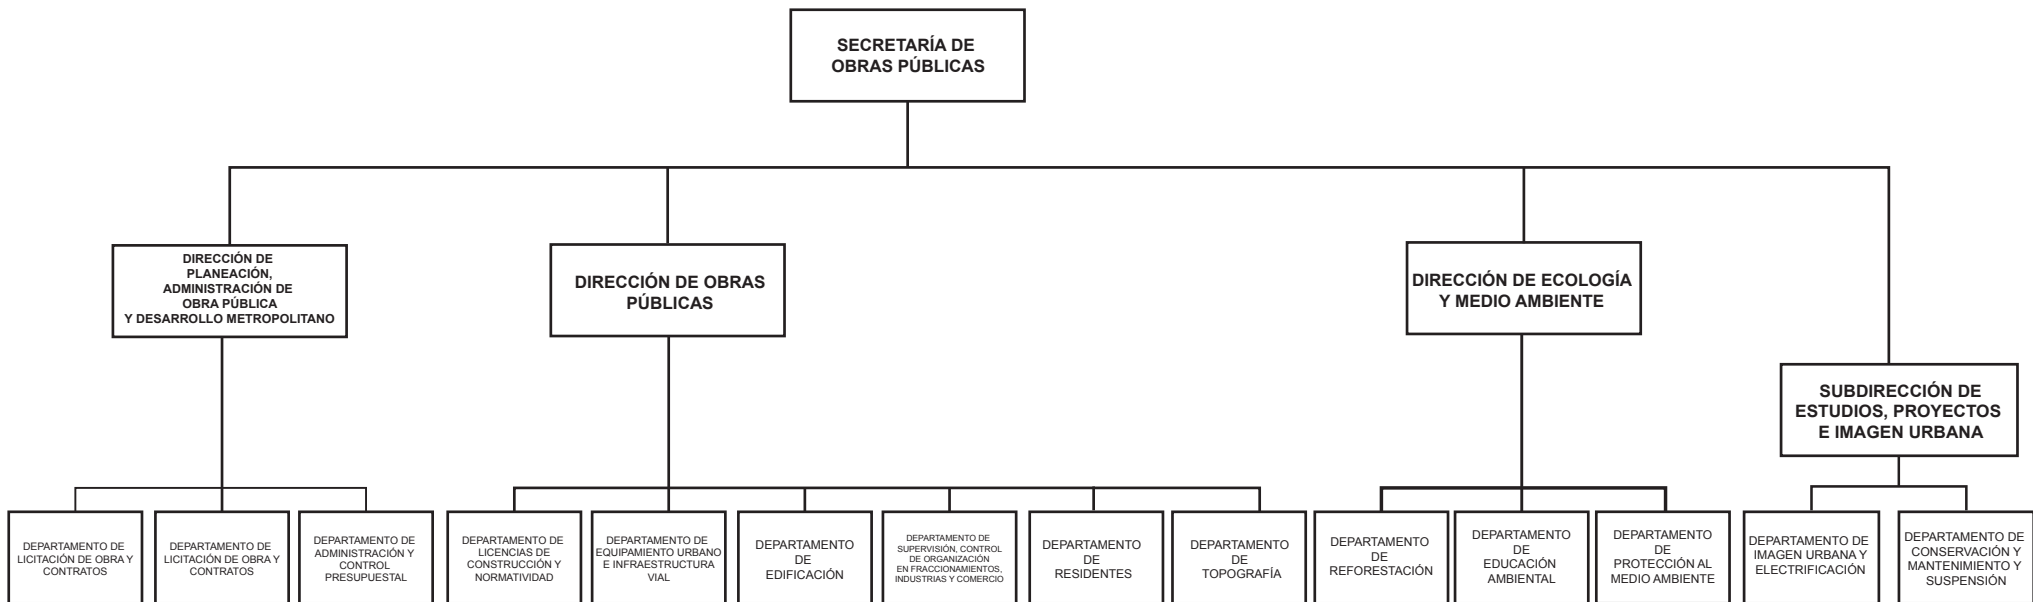 SECRETARÍA DE
OBRAS PÚBLICAS
DIRECCIÓN DE
PLANEACIÓN,
ADMINISTRACIÓN DE
OBRA PÚBLICA
Y DESARROLLO METROPOLITANO
DIRECCIÓN DE OBRAS
PÚBLICAS
DIRECCIÓN DE ECOLOGÍA
Y MEDIO AMBIENTE
SUBDIRECCIÓN DE
ESTUDIOS, PROYECTOS
E IMAGEN URBANA
DEPARTAMENTO DE
LICITACIÓN DE OBRA Y
CONTRATOS
DEPARTAMENTO DE
LICITACIÓN DE OBRA Y
CONTRATOS
DEPARTAMENTO DE
ADMINISTRACIÓN Y
CONTROL
PRESUPUESTAL
DEPARTAMENTO DE
LICENCIAS DE
CONSTRUCCIÓN Y
NORMATIVIDAD
DEPARTAMENTO DE
EQUIPAMIENTO URBANO
E INFRAESTRUCTURA
VIAL
DEPARTAMENTO
DE
EDIFICACIÓN
DEPARTAMENTO DE
SUPERVISIÓN, CONTROL
DE ORGANIZACIÓN
EN FRACCIONAMIENTOS,
INDUSTRIAS Y COMERCIO
DEPARTAMENTO
DE
RESIDENTES
DEPARTAMENTO
DE
TOPOGRAFÍA
DEPARTAMENTO
DE
REFORESTACIÓN
DEPARTAMENTO
DE
EDUCACIÓN
AMBIENTAL
DEPARTAMENTO
DE
PROTECCIÓN AL
MEDIO AMBIENTE
DEPARTAMENTO DE
IMAGEN URBANA Y
ELECTRIFICACIÓN
DEPARTAMENTO DE
CONSERVACIÓN Y
MANTENIMIENTO Y
SUSPENSIÓN